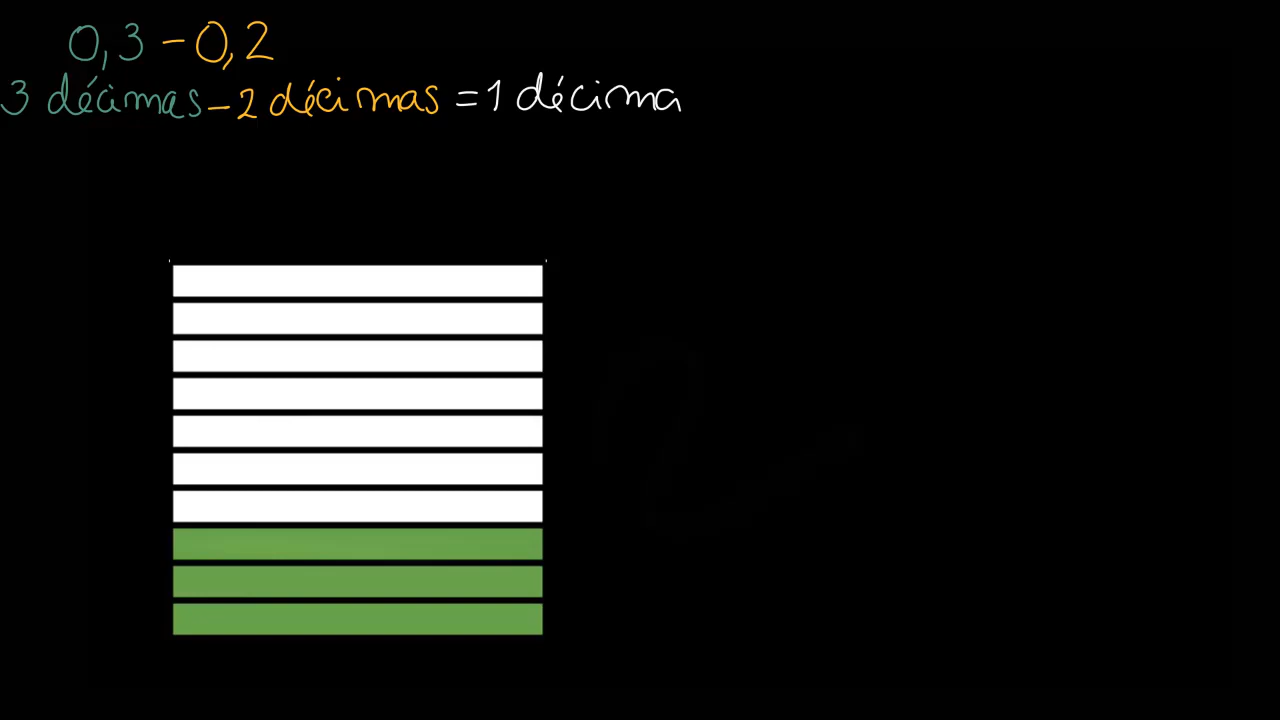 0,3 - 0,2
3 décimas - 2 décimas = 1 décima